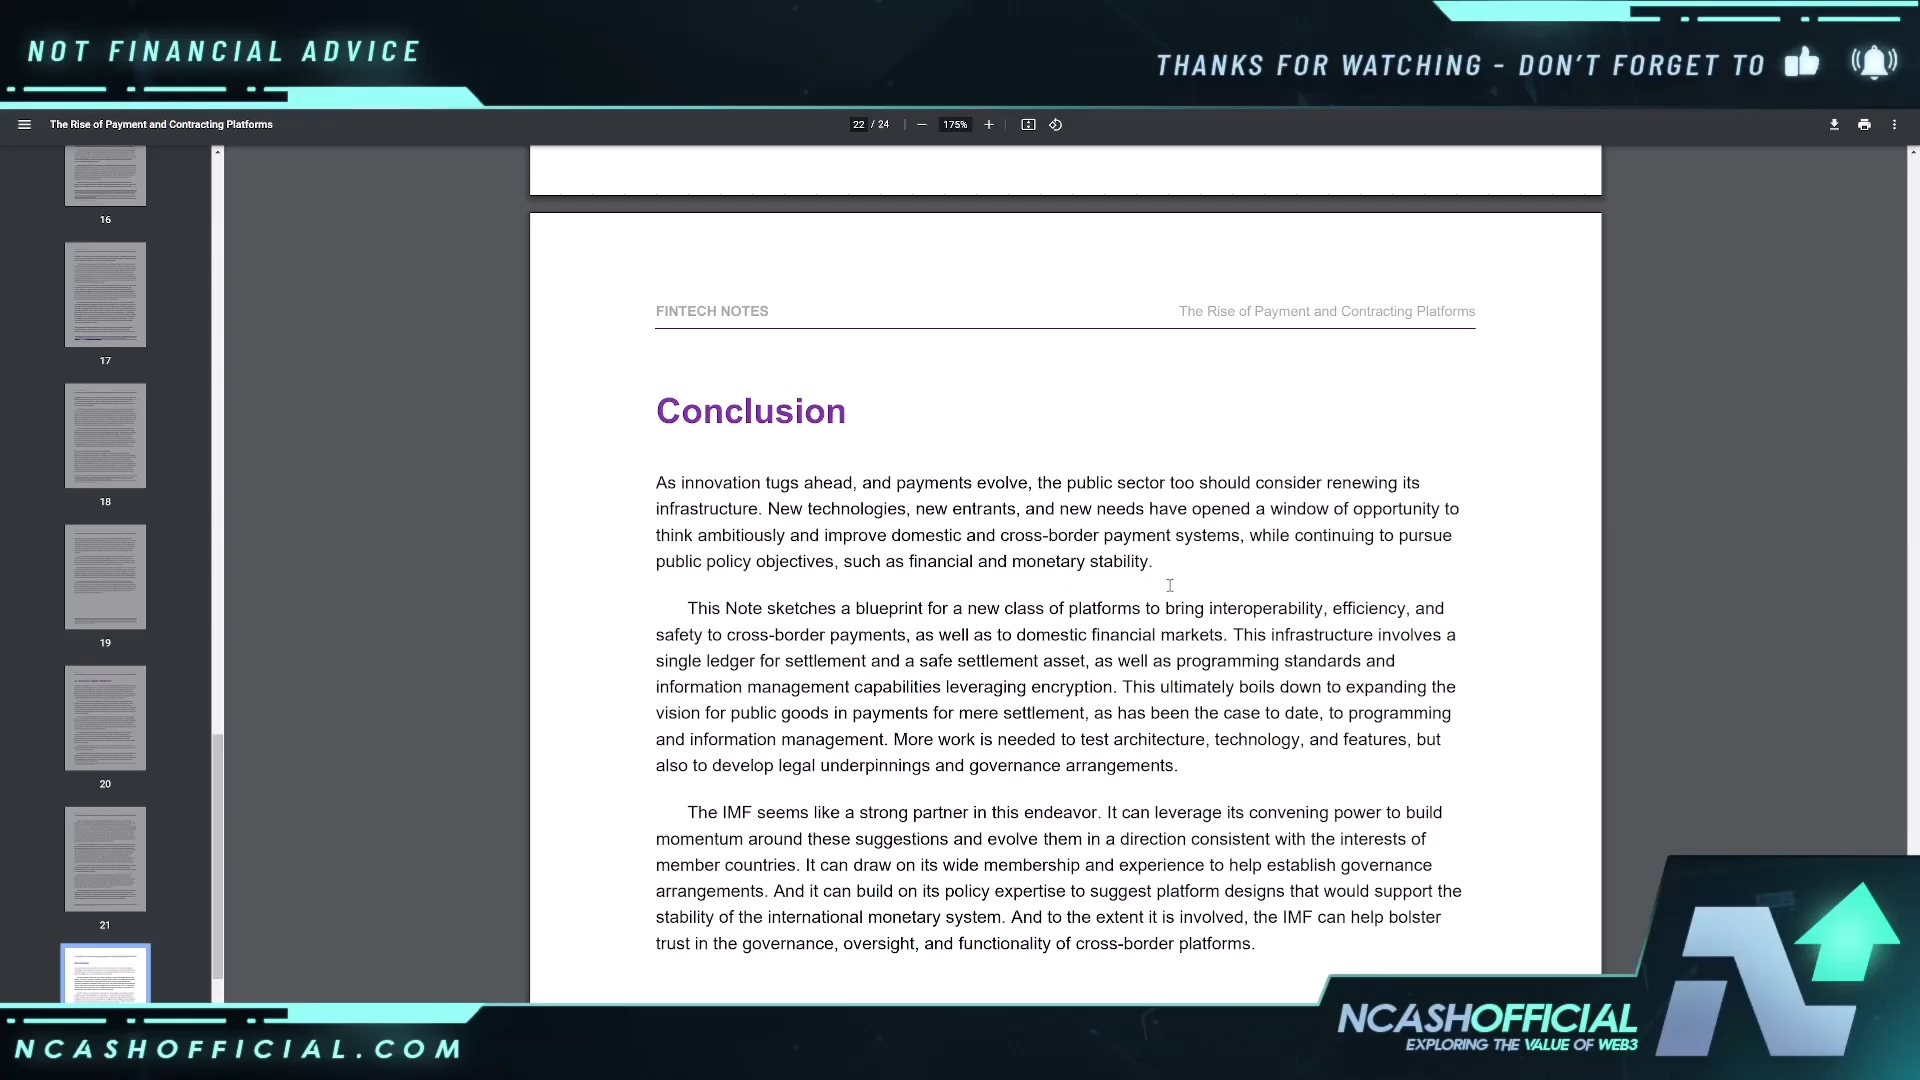 NOT FINANCIAL ADVICE
THANKS FOR WATCHING - DON'T FORGET TO
The Rise of Payment and Contracting Platforms
22 / 24
175%
16
17
18
19
20
21
FINTECH NOTES
The Rise of Payment and Contracting Platforms
Conclusion
As innovation tugs ahead, and payments evolve, the public sector too should consider renewing its
infrastructure. New technologies, new entrants, and new needs have opened a window of opportunity to
think ambitiously and improve domestic and cross-border payment systems, while continuing to pursue
public policy objectives, such as financial and monetary stability.
This Note sketches a blueprint for a new class of platforms to bring interoperability, efficiency, and
safety to cross-border payments, as well as to domestic financial markets. This infrastructure involves a
single ledger for settlement and a safe settlement asset, as well as programming standards and
information management capabilities leveraging encryption. This ultimately boils down to expanding the
vision for public goods in payments for mere settlement, as has been the case to date, to programming
and information management. More work is needed to test architecture, technology, and features, but
also to develop legal underpinnings and governance arrangements.
The IMF seems like a strong partner in this endeavor. It can leverage its convening power to build
momentum around these suggestions and evolve them in a direction consistent with the interests of
member countries. It can draw on its wide membership and experience to help establish governance
arrangements. And it can build on its policy expertise to suggest platform designs that would support the
stability of the international monetary system. And to the extent it is involved, the IMF can help bolster
trust in the governance, oversight, and functionality of cross-border platforms.
NCASHOFFICIAL.COM
NCASHOFFICIAL
EXPLORING THE VALUE OF WEB3